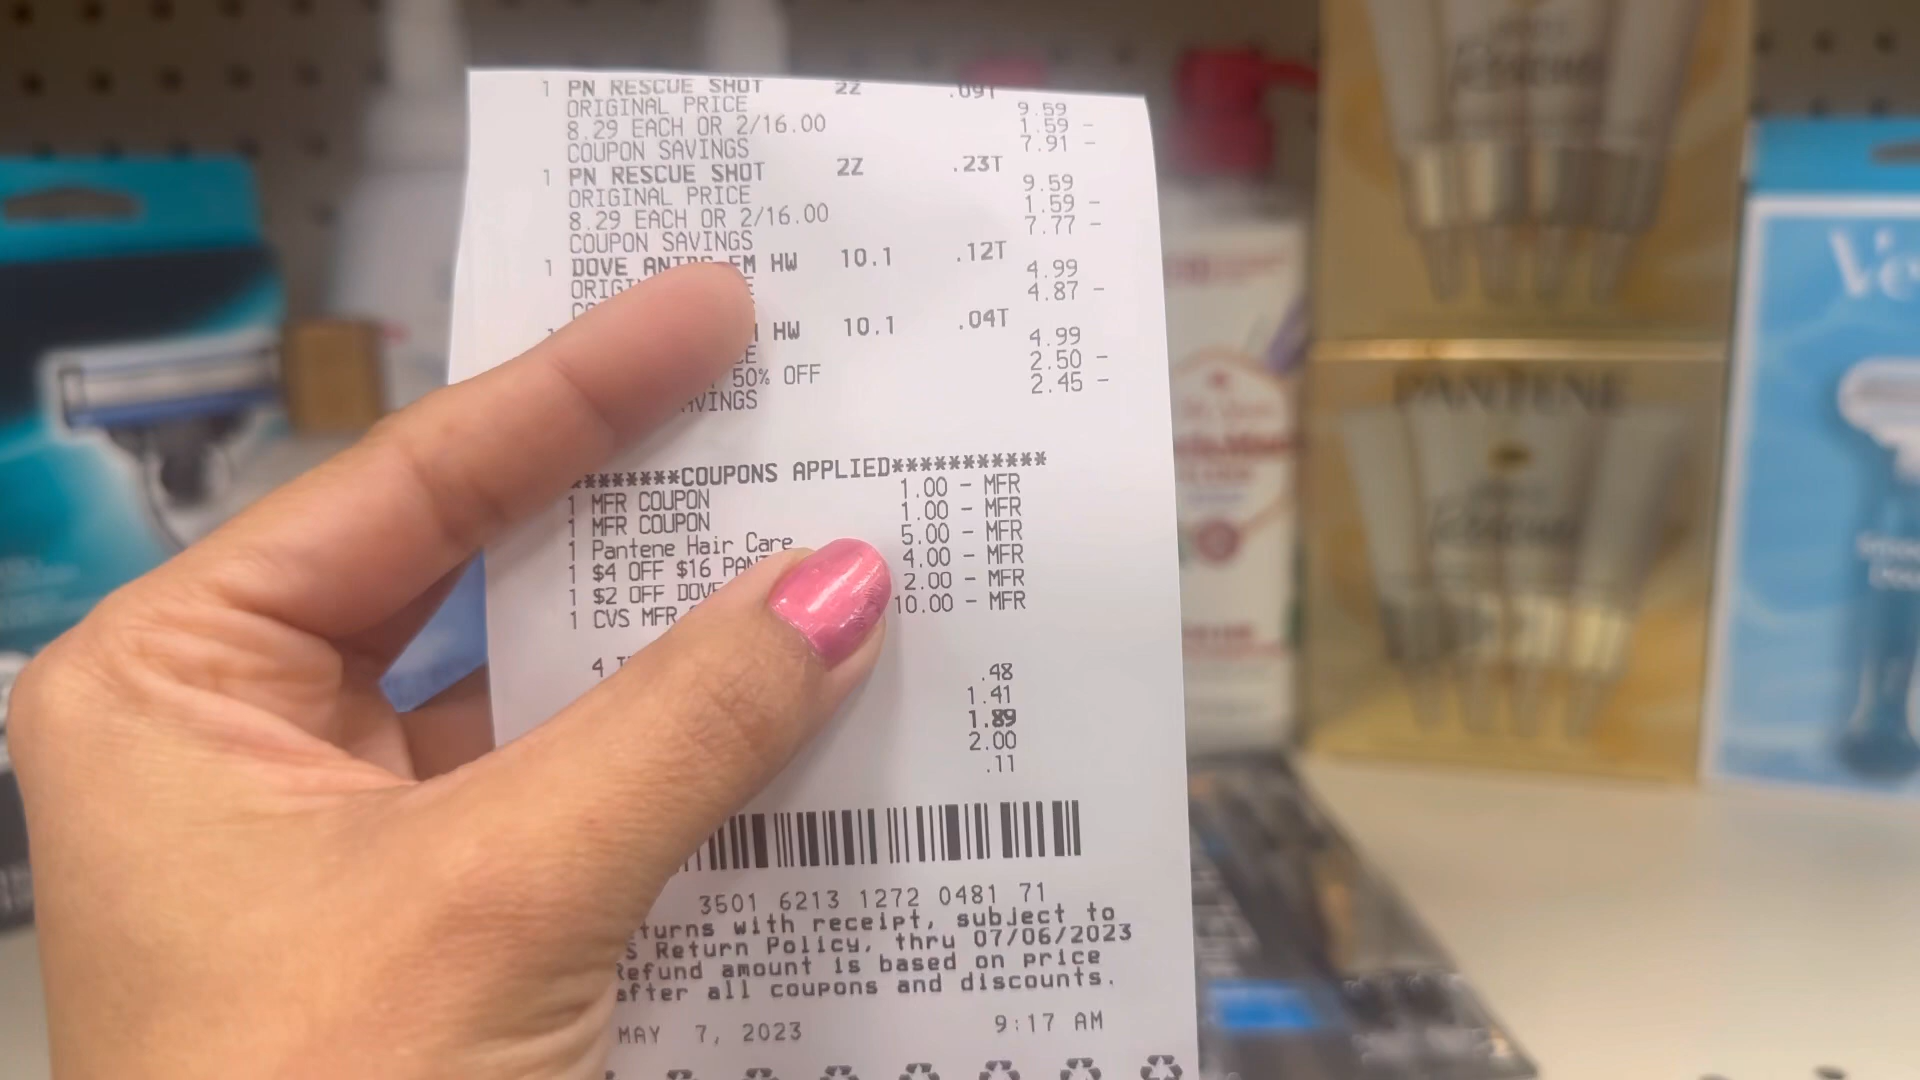 1 PN RESCUE SHOT 2Z .09T
ORIGINAL PRICE 9.59
8.29 EACH OR 2/16.00 1.59 -
COUPON SAVINGS 7.91 -
1 PN RESCUE SHOT 2Z .23T
ORIGINAL PRICE 9.59
8.29 EACH OR 2/16.00 1.59 -
COUPON SAVINGS 7.77 -
1 DOVE HW 10.1 .12T
4.99
4.87 -
HW 10.1 .04T
4.99
50% OFF 2.50 -
2.45 -
*******COUPONS APPLIED***********
1 MFR COUPON 1.00 - MFR
1 MFR COUPON 1.00 - MFR
1 Pantene Hair Care 5.00 - MFR
1 $4 OFF $16 4.00 - MFR
1 $2 OFF DOVE 2.00 - MFR
1 CVS MFR 10.00 - MFR
4 .48
1.41
1.89
2.00
.11
3501 6213 1272 0481 71
turns with receipt, subject to
S Return Policy, thru 07/06/2023
Refund amount is based on price
after all coupons and discounts.
MAY 7, 2023 9:17 AM
PANTENE
Ve